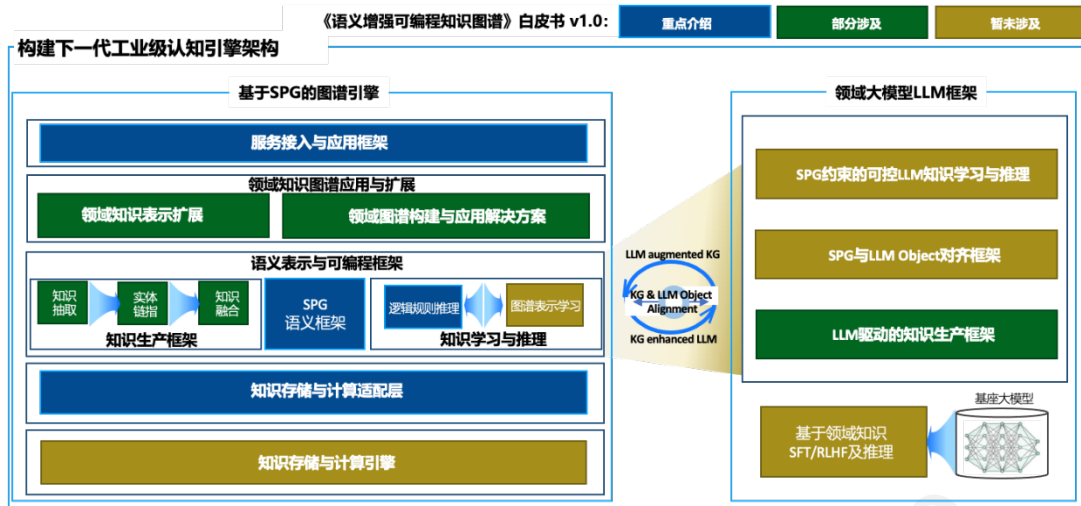 《语义增强可编程知识图谱》白皮书 v1.0:
重点介绍
部分涉及
暂未涉及
构建下一代工业级认知引擎架构
基于SPG的图谱引擎
服务接入与应用框架
领域知识图谱应用与扩展
领域知识表示扩展
领域图谱构建与应用解决方案
语义表示与可编程框架
知识
抽取
实体
链指
知识
融合
知识生产框架
SPG
语义框架
逻辑规则推理
图谱表示学习
知识学习与推理
知识存储与计算适配层
知识存储与计算引擎
LLM augmented KG
KG & LLM Object
Alignment
KG enhanced LLM
领域大模型LLM框架
SPG约束的可控LLM知识学习与推理
SPG与LLM Object对齐框架
LLM驱动的知识生产框架
基于领域知识
SFT/RLHF及推理
基座大模型